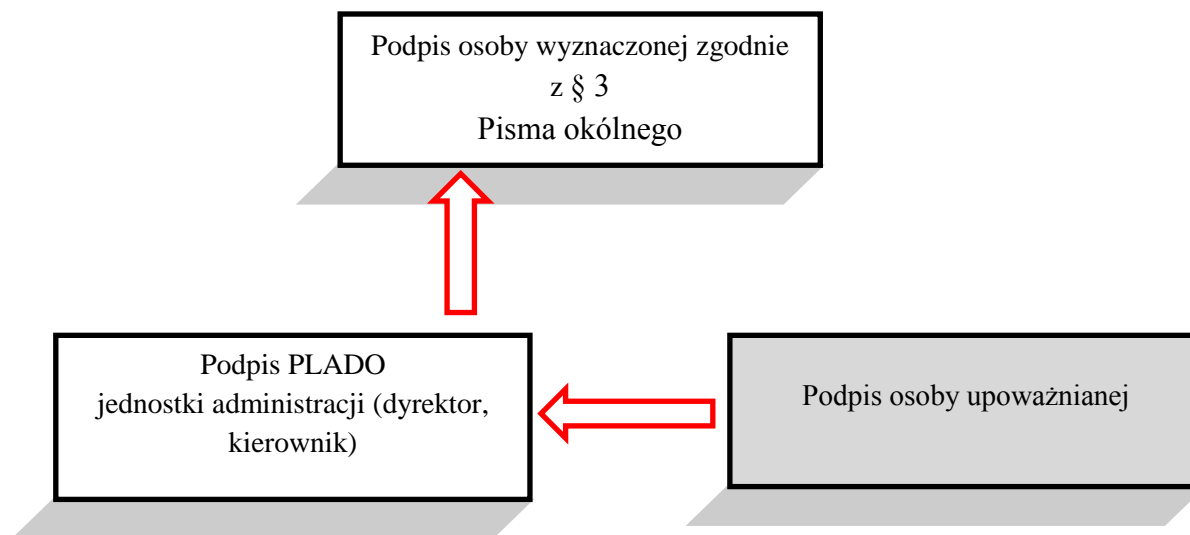 Podpis osoby wyznaczonej zgodnie
z § 3
Pisma okólnego
Podpis PLADO
jednostki administracji (dyrektor,
kierownik)
Podpis osoby upoważnianej